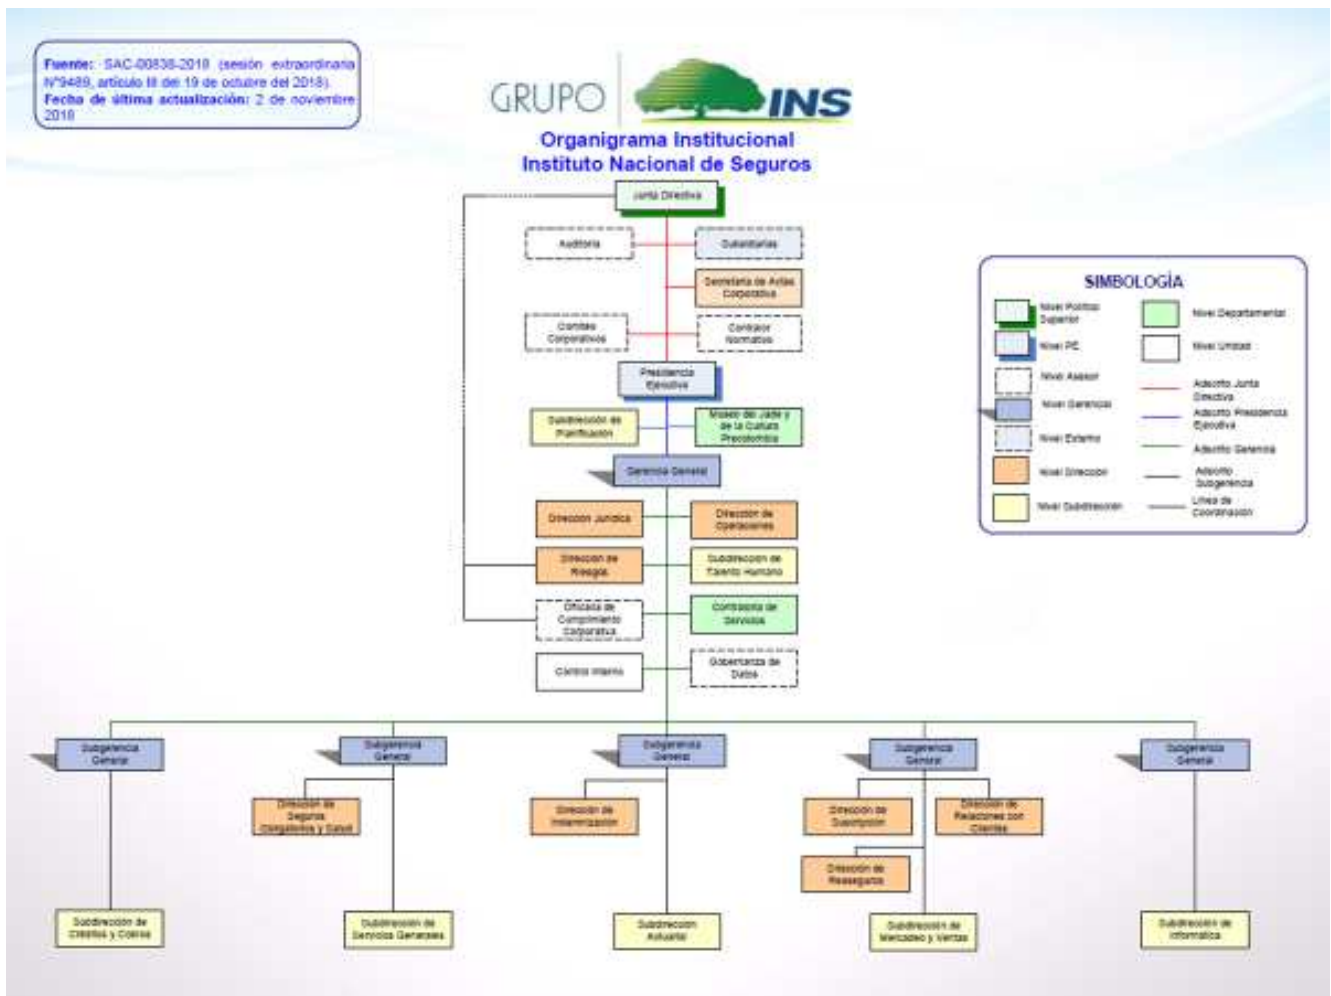 Fuente: SAC-00838-2018 (sesión extraordinaria
N°9489, artículo III del 19 de octubre del 2018).
Fecha de última actualización: 2 de noviembre
2018
GRUPO INS
Organigrama Institucional
Instituto Nacional de Seguros
Junta Directiva
Auditoría
Subsidiarias
Secretaría de Actas
Corporativa
Comités
Corporativos
Contralor
Normativo
Presidencia
Ejecutiva
Subdirección de
Planificación
Museo del Jade y
de la Cultura
Precolombina
Gerencia General
Dirección Jurídica
Dirección de
Operaciones
Dirección de
Riesgos
Subdirección de
Talento Humano
Oficialía de
Cumplimiento
Corporativa
Contraloría de
Servicios
Control Interno
Gobernanza de
Datos
SIMBOLOGÍA
Nivel Político
Superior
Nivel PE
Nivel Asesor
Nivel Gerencial
Nivel Externo
Nivel Dirección
Nivel Subdirección
Nivel Departamental
Nivel Unidad
Adscrito Junta
Directiva
Adscrito Presidencia
Ejecutiva
Adscrito Gerencia
Adscrito
Subgerencia
Línea de
Coordinación
Subgerencia
General
Subgerencia
General
Subgerencia
General
Subgerencia
General
Subgerencia
General
Dirección de
Seguros
Obligatorios y Salud
Dirección de
Indemnización
Dirección de
Suscripción
Dirección de
Relaciones con
Clientes
Dirección de
Reaseguros
Subdirección de
Créditos y Cobros
Subdirección de
Servicios Generales
Subdirección
Actuarial
Subdirección de
Mercadeo y Ventas
Subdirección de
Informática